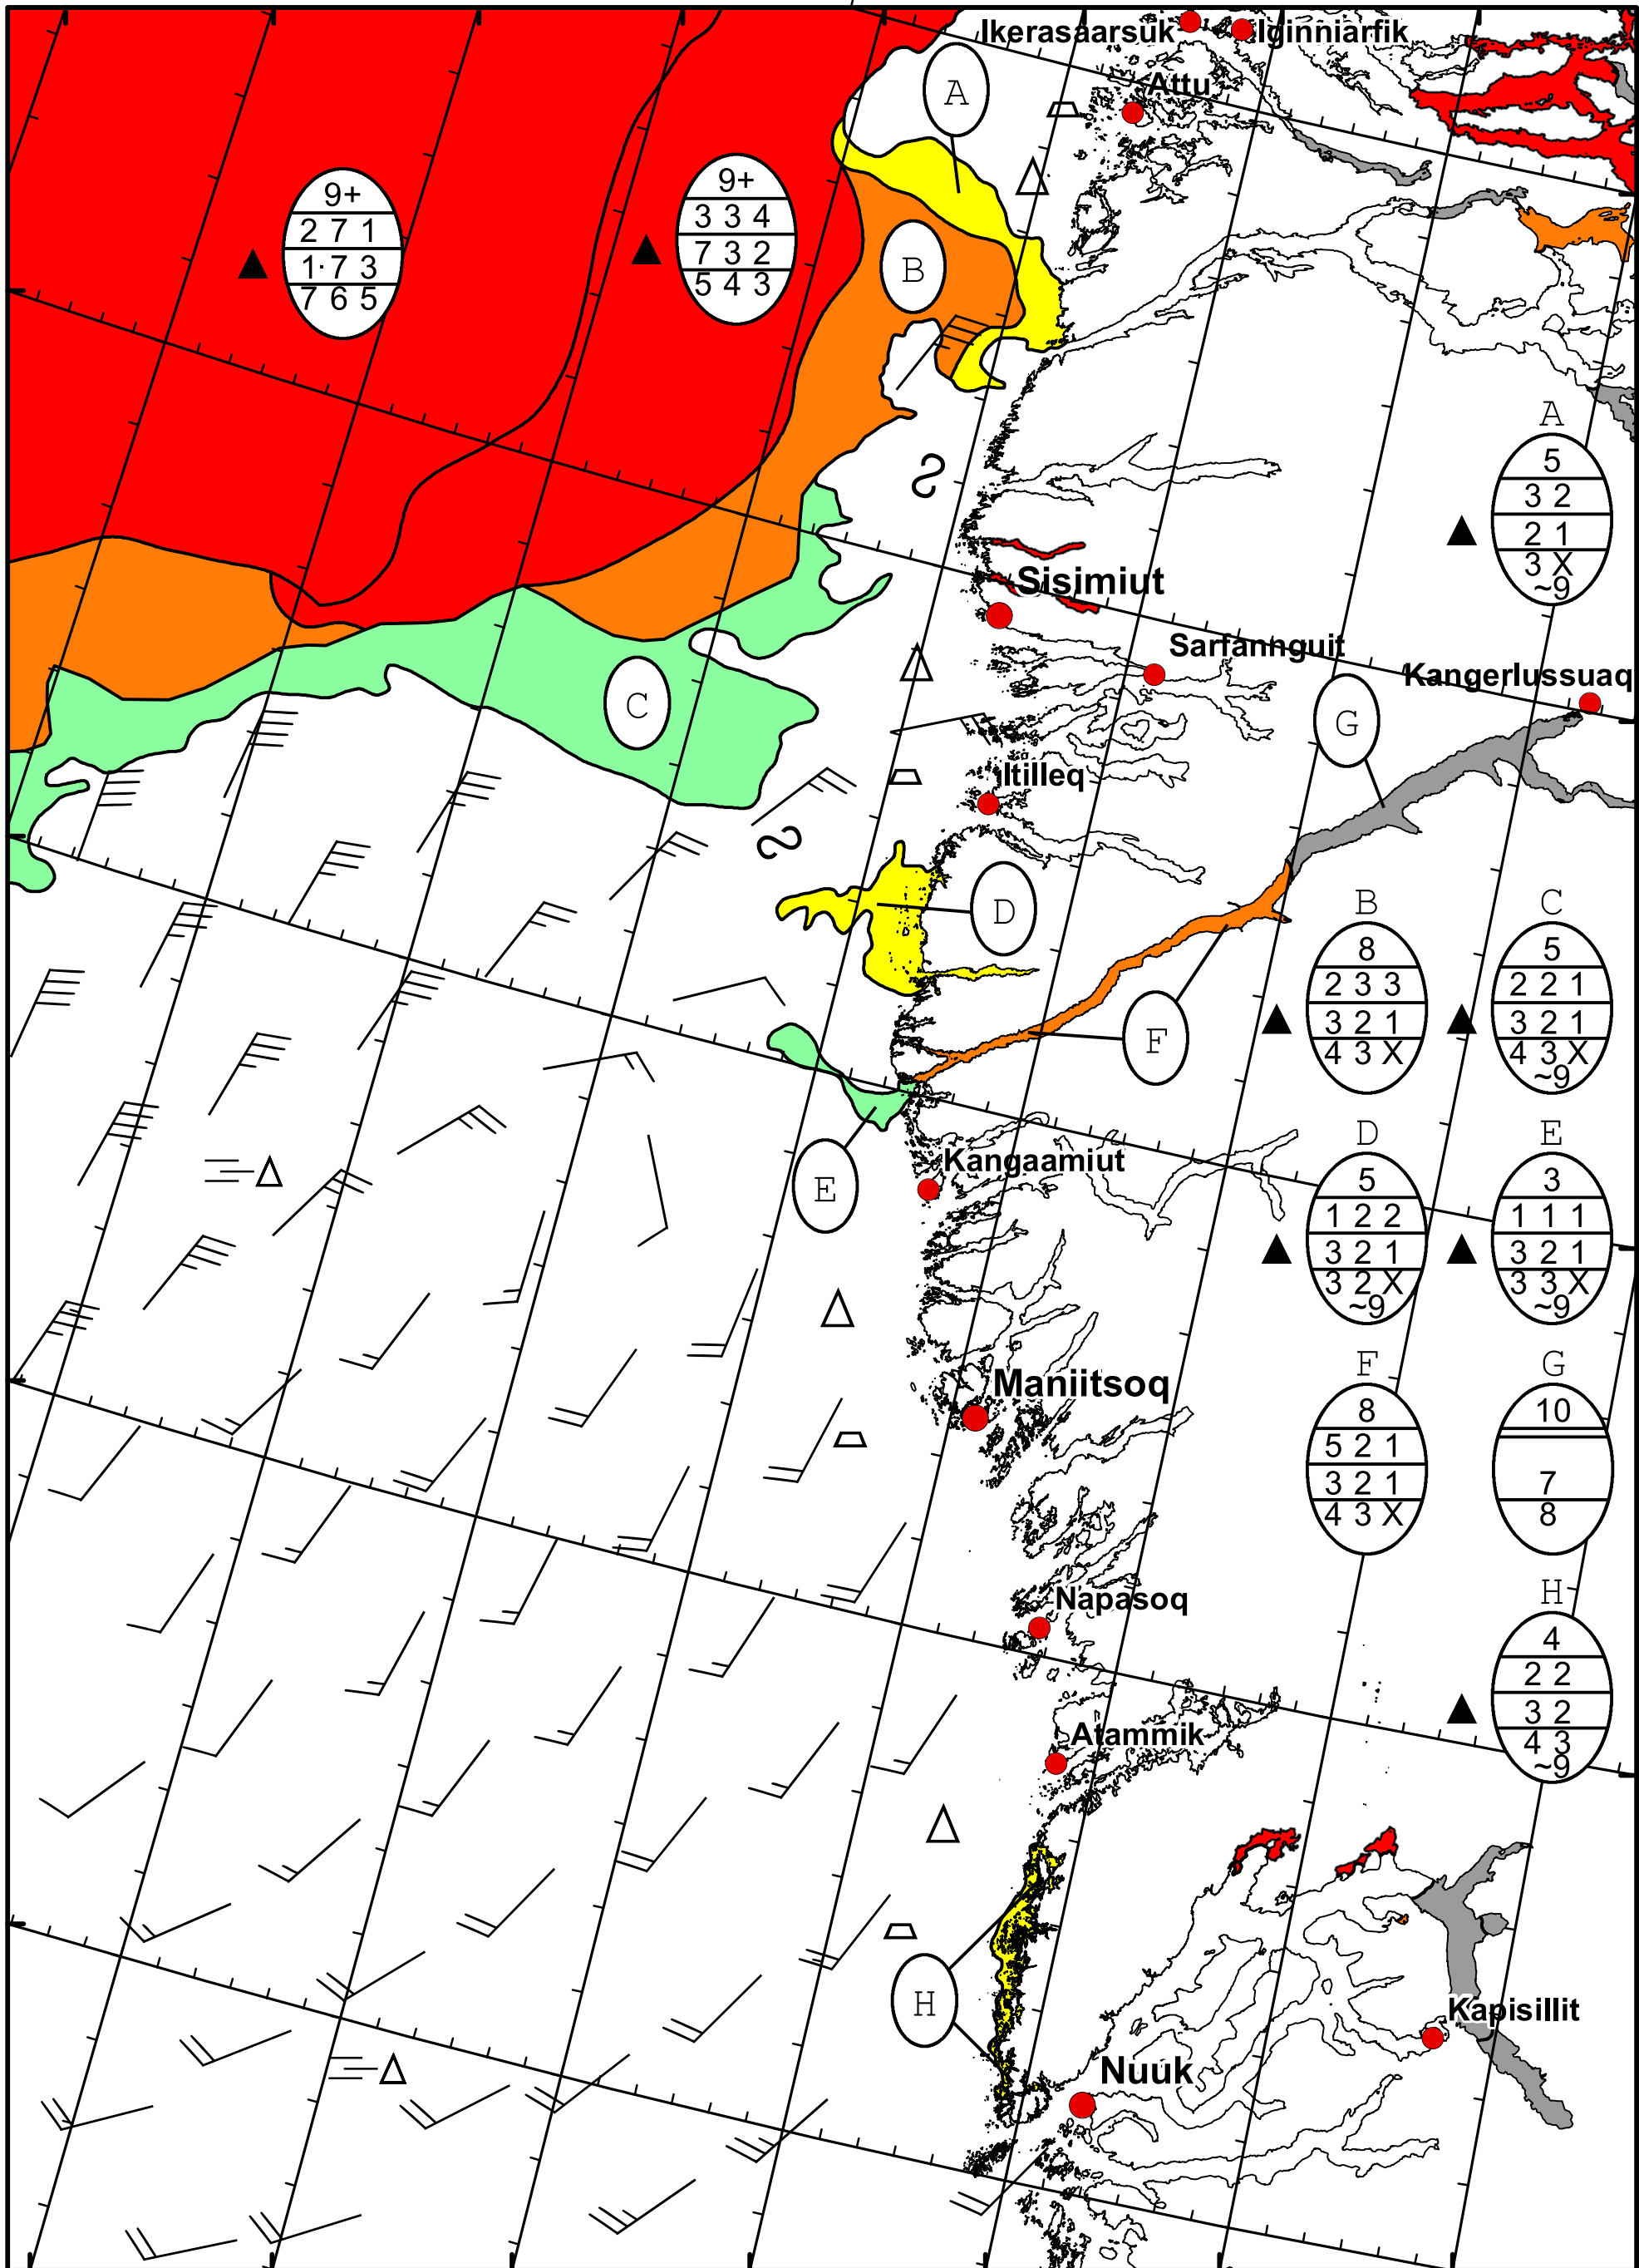 Ikerasaarsuk
Iginniarfik
Attu
A
9+
2 7 1
1· 7 3
7 6 5
9+
3 3 4
7 3 2
5 4 3
B
A
5
3 2
2 1
3 X
~9
Sisimiut
Sarfannguit
Kangerlussuaq
C
G
Itilleq
D
B
8
2 3 3
3 2 1
4 3 X
C
5
2 2 1
3 2 1
4 3 X
~9
F
E
Kangaamiut
D
5
1 2 2
3 2 1
3 2 X
~9
E
3
1 1 1
3 2 1
3 3 X
~9
Maniitsoq
F
8
5 2 1
3 2 1
4 3 X
G
10
7
8
Napasoq
H
4
2 2
3 2
4 3
~9
Atammik
H
Kapisillit
Nuuk